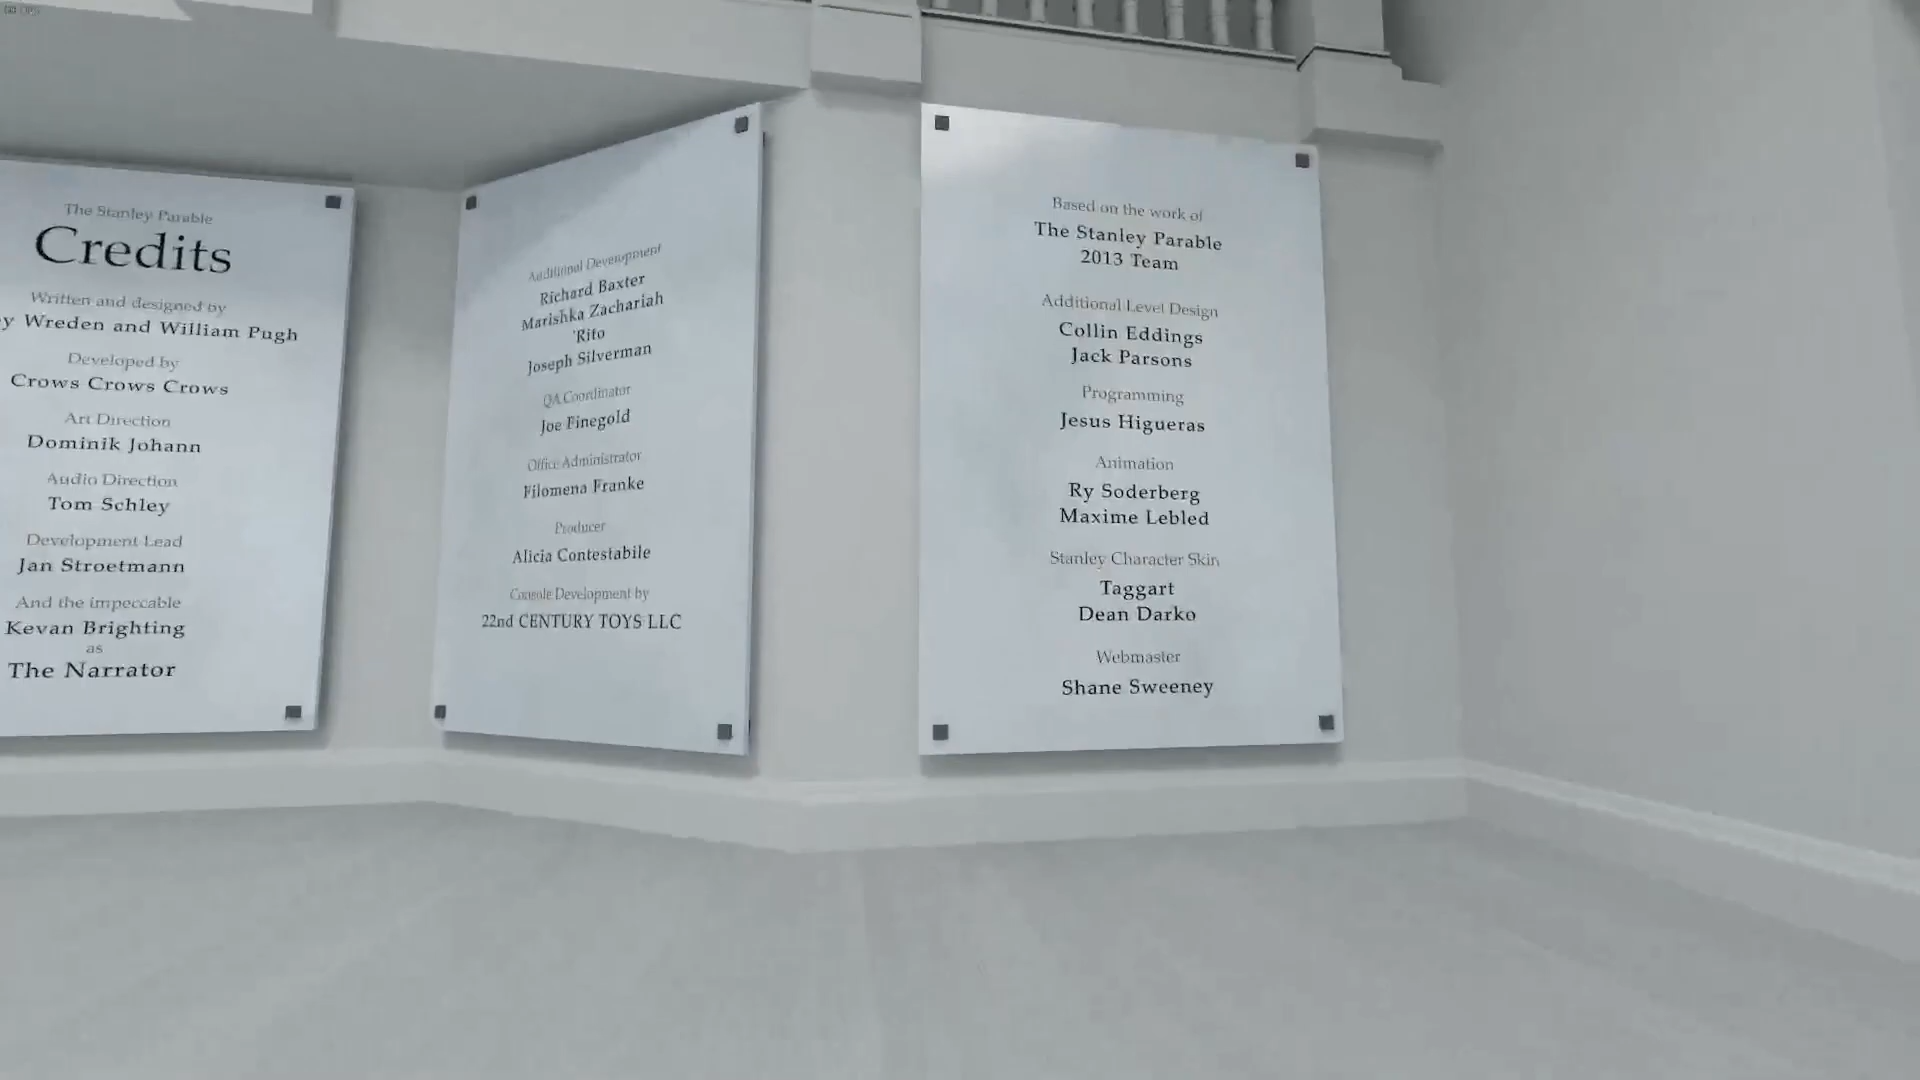 The Stanley Parable
Credits
Written and designed by
y Wreden and William Pugh
Developed by
Crows Crows Crows
Art Direction
Dominik Johann
Audio Direction
Tom Schley
Development Lead
Jan Stroetmann
And the impeccable
Kevan Brighting
as
The Narrator
Additional Development
Richard Baxter
Marishka Zachariah
'Rito
Joseph Silverman
QA Coordinator
Joe Finegold
Office Administrator
Filomena Franke
Producer
Alicia Contestabile
Console Development by
22nd CENTURY TOYS LLC
Based on the work of
The Stanley Parable
2013 Team
Additional Level Design
Collin Eddings
Jack Parsons
Programming
Jesus Higueras
Animation
Ry Soderberg
Maxime Lebled
Stanley Character Skin
Taggart
Dean Darko
Webmaster
Shane Sweeney